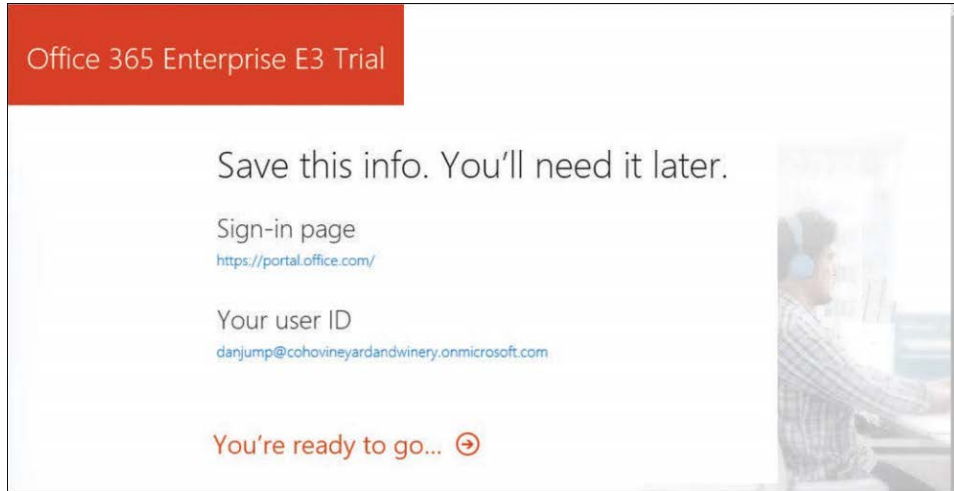 Office 365 Enterprise E3 Trial
Save this info. You'll need it later.
Sign-in page
https://portal.office.com/
Your user ID
danjump@cohovineyardandwinery.onmicrosoft.com
You're ready to go...